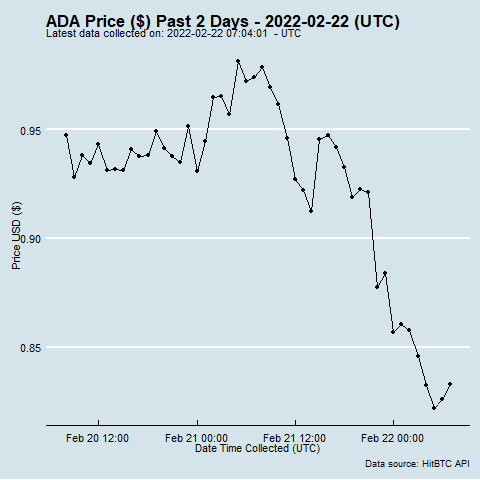 ADA Price ($) Past 2 Days - 2022-02-22 (UTC)
Latest data collected on: 2022-02-22 07:04:01 - UTC
0.95
0.90
0.85
Price USD ($)
Feb 20 12:00
Feb 21 00:00
Feb 21 12:00
Feb 22 00:00
Date Time Collected (UTC)
Data source: HitBTC API